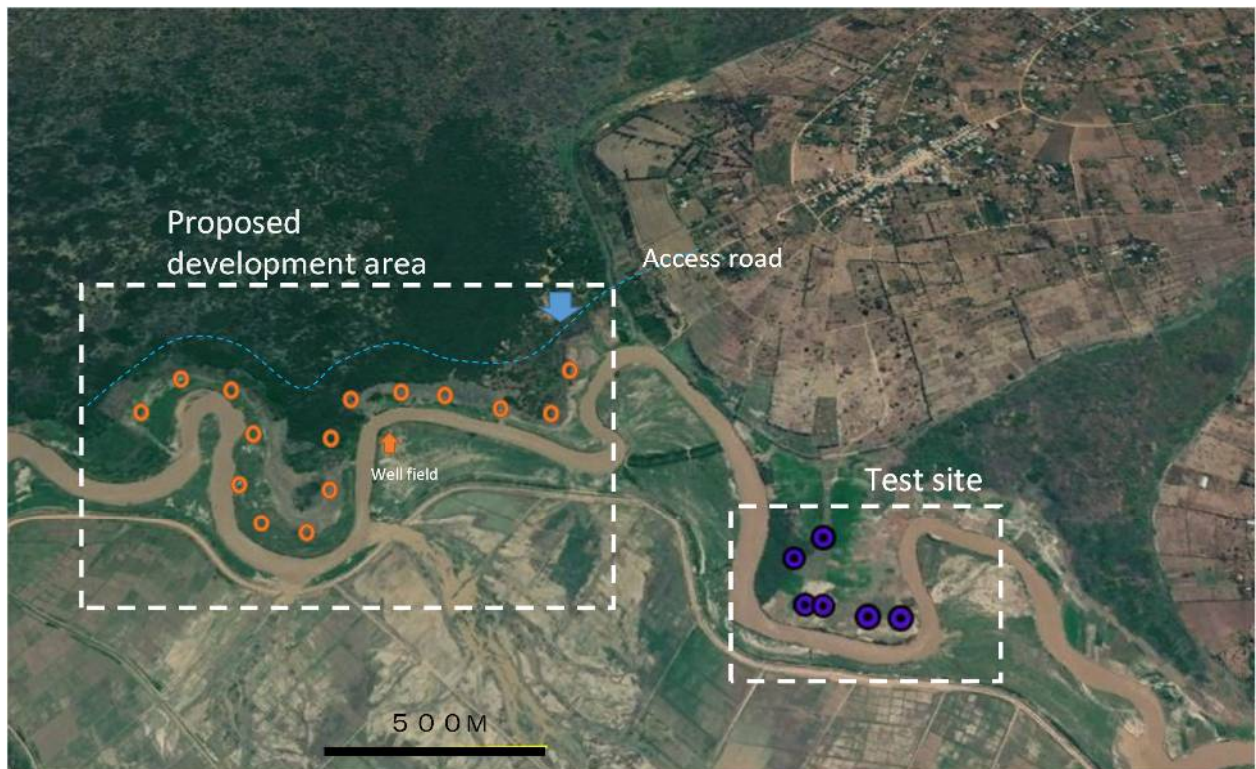 Proposed
development area
Access road
Well field
Test site
500M